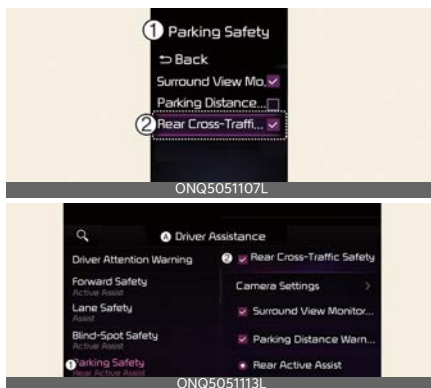 ① Parking Safety
⮌ Back
Surround View Mo.
Parking Distance...
② Rear Cross-Traffi...
ONQ5051107L
Ⓐ Driver Assistance
Driver Attention Warning
② Rear Cross-Traffic Safety
Forward Safety
Active Assist
Camera Settings >
Lane Safety
Assist
Surround View Monitor...
Blind-Spot Safety
Active Assist
Parking Distance Warn...
① Parking Safety
Rear Active Assist
Rear Active Assist
ONQ5051113L